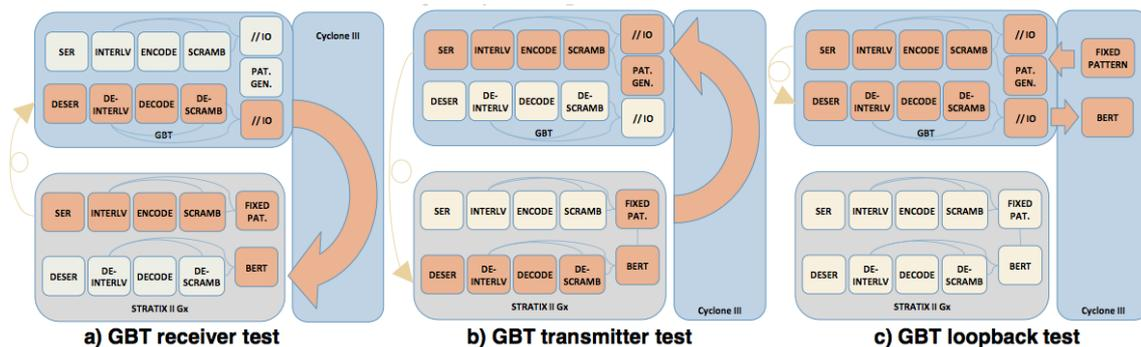 SER INTERLV ENCODE SCRAMB // IO Cyclone III
PAT. GEN.
DESER DE-INTERLV DECODE DE-SCRAMB // IO
GBT
SER INTERLV ENCODE SCRAMB FIXED PAT.
DESER DE-INTERLV DECODE DE-SCRAMB BERT
STRATIX II Gx
a) GBT receiver test
SER INTERLV ENCODE SCRAMB // IO
PAT. GEN.
DESER DE-INTERLV DECODE DE-SCRAMB // IO
GBT
SER INTERLV ENCODE SCRAMB FIXED PAT.
DESER DE-INTERLV DECODE DE-SCRAMB BERT
STRATIX II Gx
Cyclone III
b) GBT transmitter test
SER INTERLV ENCODE SCRAMB // IO FIXED PATTERN
PAT. GEN.
DESER DE-INTERLV DECODE DE-SCRAMB // IO BERT
GBT
SER INTERLV ENCODE SCRAMB FIXED PAT.
DESER DE-INTERLV DECODE DE-SCRAMB BERT
STRATIX II Gx
Cyclone III
c) GBT loopback test